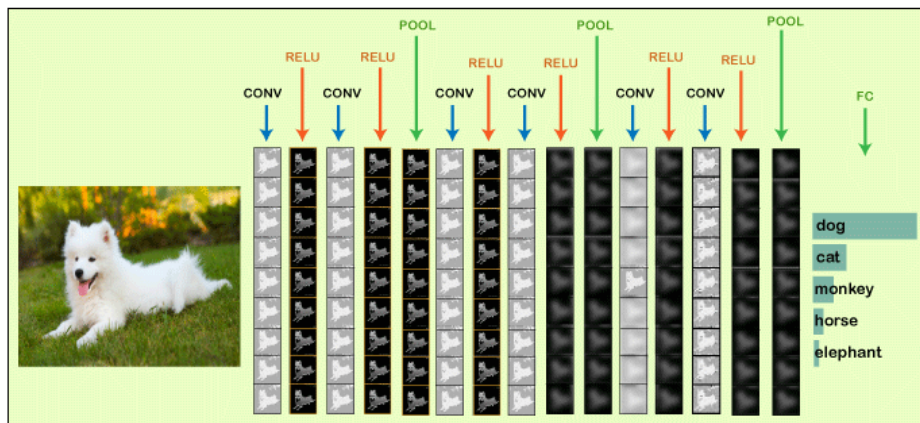 CONV
RELU
CONV
RELU
POOL
CONV
RELU
CONV
RELU
POOL
CONV
RELU
CONV
RELU
POOL
FC
dog
cat
monkey
horse
elephant